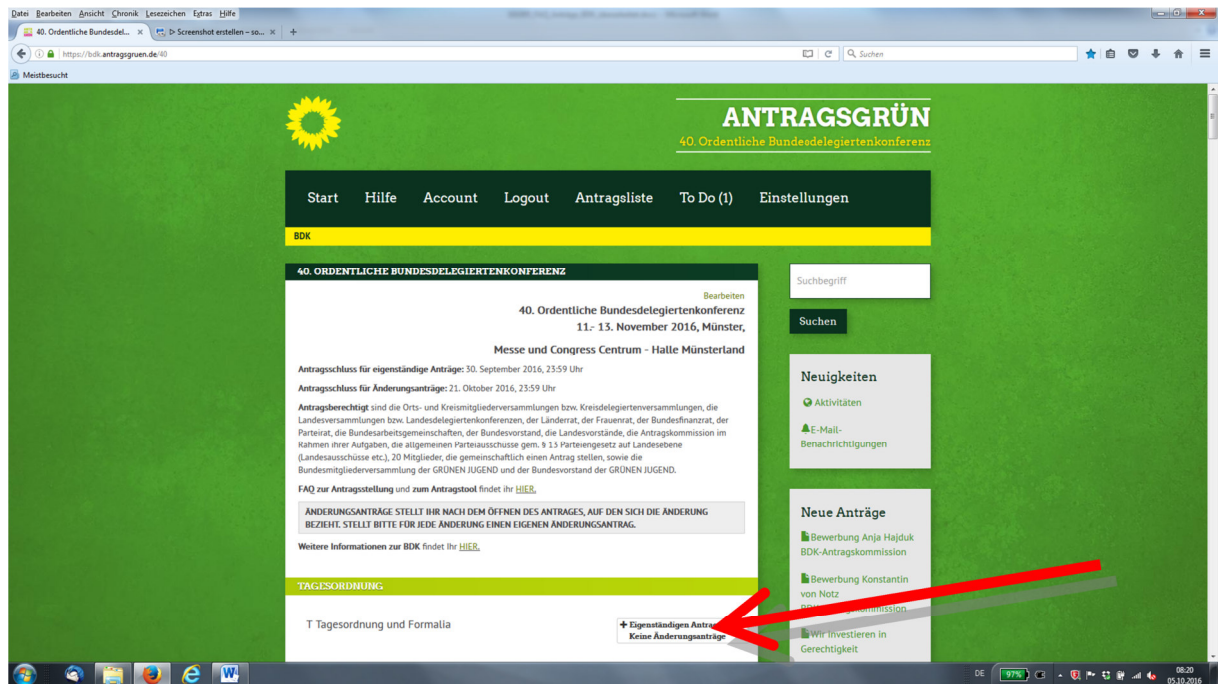 Datei Bearbeiten Ansicht Chronik Lesezeichen Extras Hilfe
40. Ordentliche Bundesdel... × Screenshot erstellen – so... × +
https://bdk.antragsgruen.de/40
Suchen
Meistbesucht
ANTRAGSGRÜN
40. Ordentliche Bundesdelegiertenkonferenz
Start Hilfe Account Logout Antragsliste To Do (1) Einstellungen
BDK
40. ORDENTLICHE BUNDESDELEGIERTENKONFERENZ
Bearbeiten
40. Ordentliche Bundesdelegiertenkonferenz
11.- 13. November 2016, Münster,
Messe und Congress Centrum - Halle Münsterland
Antragsschluss für eigenständige Anträge: 30. September 2016, 23:59 Uhr
Antragsschluss für Änderungsanträge: 21. Oktober 2016, 23:59 Uhr
Antragsberechtigt sind die Orts- und Kreismitgliederversammlungen bzw. Kreisdelegiertenversammlungen, die
Landesversammlungen bzw. Landesdelegiertenkonferenzen, der Länderrat, der Frauenrat, der Bundesfinanzrat, der
Parteirat, die Bundesarbeitsgemeinschaften, der Bundesvorstand, die Landesvorstände, die Antragskommission im
Rahmen ihrer Aufgaben, die allgemeinen Parteiausschüsse gem. § 13 Parteiengesetz auf Landesebene
(Landesausschüsse etc.), 20 Mitglieder, die gemeinschaftlich einen Antrag stellen, sowie die
Bundesmitgliederversammlung der GRÜNEN JUGEND und der Bundesvorstand der GRÜNEN JUGEND.
FAQ zur Antragsstellung und zum Antragstool findet ihr HIER.
ÄNDERUNGSANTRÄGE STELLT IHR NACH DEM ÖFFNEN DES ANTRAGES, AUF DEN SICH DIE ÄNDERUNG
BEZIEHT. STELLT BITTE FÜR JEDE ÄNDERUNG EINEN EIGENEN ÄNDERUNGSANTRAG.
Weitere Informationen zur BDK findet Ihr HIER.
TAGESORDNUNG
T Tagesordnung und Formalia
+ Eigenständigen
Keine Änderungsanträge
Suchbegriff
Suchen
Neuigkeiten
Aktivitäten
E-Mail-
Benachrichtigungen
Neue Anträge
Bewerbung Anja Hajduk
BDK-Antragskommission
Bewerbung Konstantin
von Notz
Wir investieren in
Gerechtigkeit
DE 97% 08:20
05.10.2016